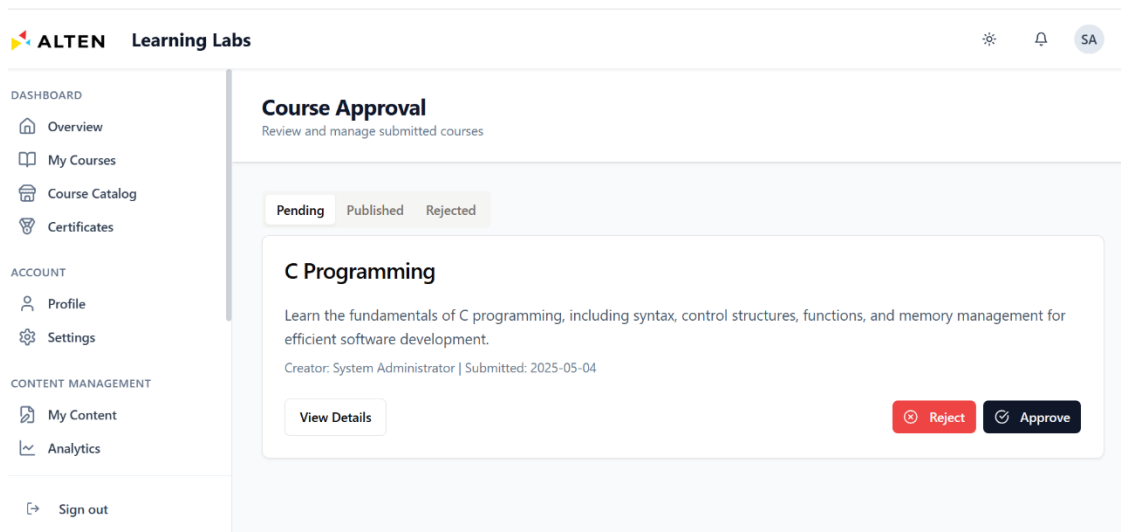 ALTEN Learning Labs
SA
DASHBOARD
Overview
My Courses
Course Catalog
Certificates
ACCOUNT
Profile
Settings
CONTENT MANAGEMENT
My Content
Analytics
Sign out
Course Approval
Review and manage submitted courses
Pending Published Rejected
C Programming
Learn the fundamentals of C programming, including syntax, control structures, functions, and memory management for
efficient software development.
Creator: System Administrator | Submitted: 2025-05-04
View Details Reject Approve